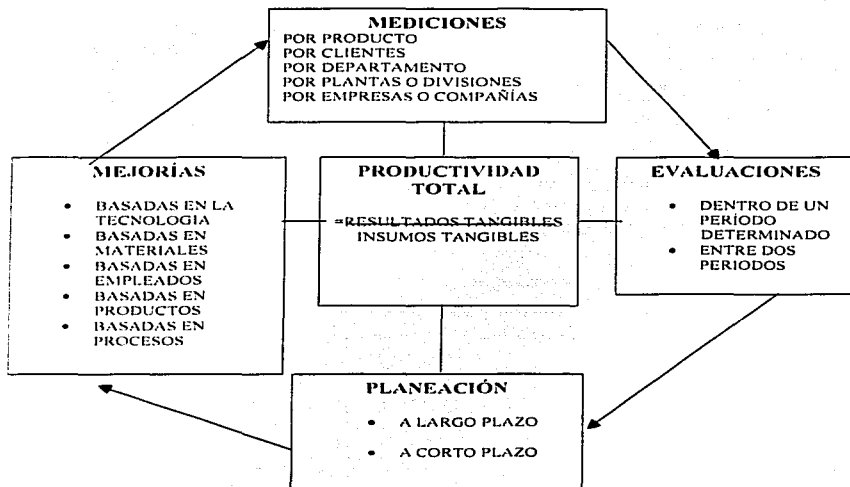 MEDICIONES
POR PRODUCTO
POR CLIENTES
POR DEPARTAMENTO
POR PLANTAS O DIVISIONES
POR EMPRESAS O COMPAÑÍAS
MEJORÍAS
• BASADAS EN LA
TECNOLOGIA
• BASADAS EN
MATERIALES
• BASADAS EN
EMPLEADOS
• BASADAS EN
PRODUCTOS
• BASADAS EN
PROCESOS
PRODUCTIVIDAD
TOTAL
=RESULTADOS TANGIBLES
INSUMOS TANGIBLES
EVALUACIONES
• DENTRO DE UN
PERÍODO
DETERMINADO
• ENTRE DOS
PERIODOS
PLANEACIÓN
• A LARGO PLAZO
• A CORTO PLAZO